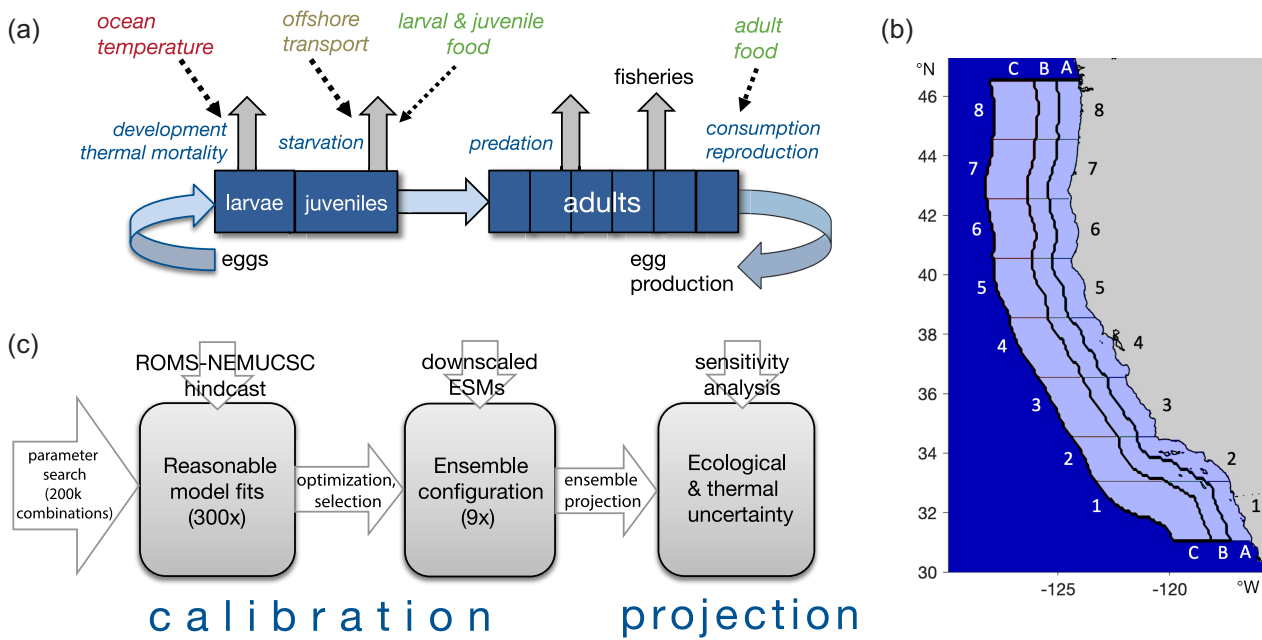 (a)
ocean
temperature
offshore
transport
larval & juvenile
food
adult
food
fisheries
development
thermal mortality
starvation
predation
consumption
reproduction
larvae
juveniles
adults
eggs
egg
production
(b)
°N
C B A
46
44
42
40
38
36
34
32
30
8
7
6
5
4
3
2
1
8
7
6
5
4
3
2
1
C B A
-125
-120
°W
(c)
ROMS-NEMUCSC
hindcast
downscaled
ESMs
sensitivity
analysis
parameter
search
(200k
combinations)
Reasonable
model fits
(300x)
optimization,
selection
Ensemble
configuration
(9x)
ensemble
projection
Ecological
& thermal
uncertainty
calibration
projection